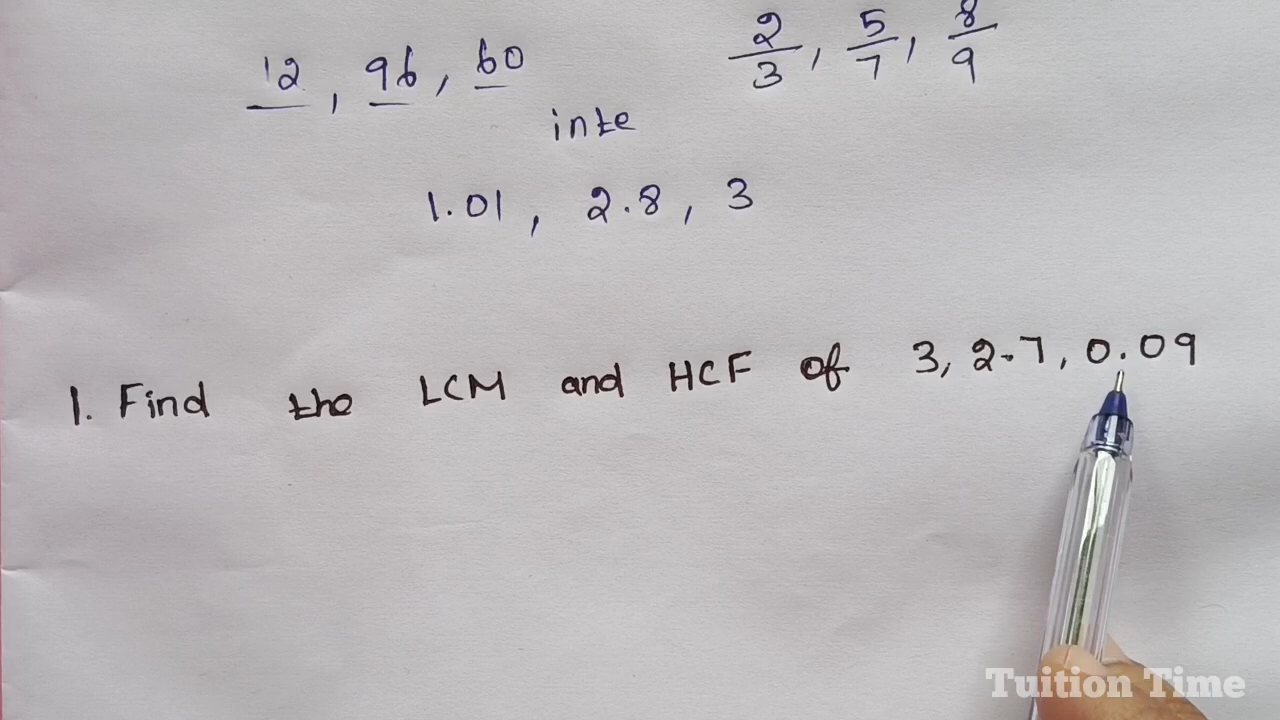 12, 96, 60
2/3, 5/7, 8/9
inte
1.01, 2.8, 3
1. Find the LCM and HCF of 3, 2.7, 0.09
Tuition Time